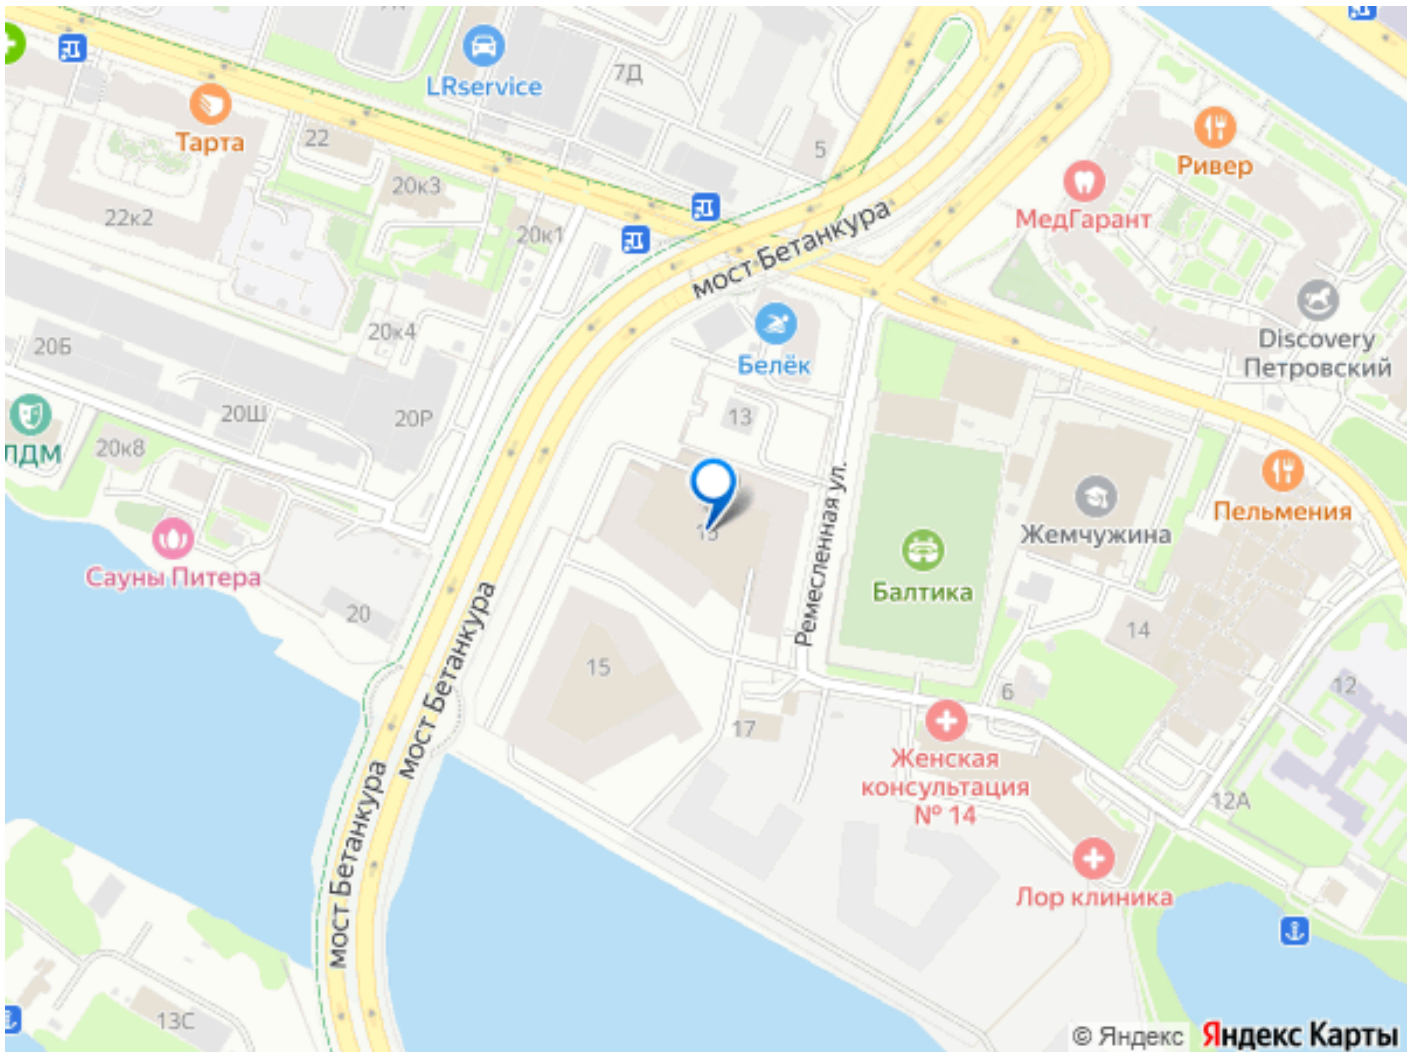 7Д
LRservice
Тарта
22
5
20к3
22к2
20к1
Ривер
МедГарант
мост Бетанкура
20к4
20Б
Белёк
Discovery
Петровский
20Ш
20Р
13
ЛДМ
20к8
Ремесленная ул.
Пельмения
Жемчужина
15
Сауны Питера
20
Балтика
мост Бетанкура
15
14
12
6
17
Женская
консультация
№ 14
12А
мост Бетанкура
Лор клиника
13С
© Яндекс
Яндекс Карты